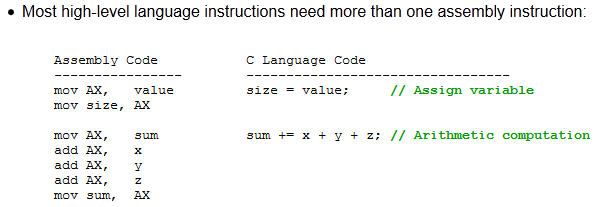 • Most high-level language instructions need more than one assembly instruction:
Assembly Code C Language Code
----------------- -----------------------------------
mov AX, value size = value; // Assign variable
mov size, AX
mov AX, sum sum += x + y + z; // Arithmetic computation
add AX, x
add AX, y
add AX, z
mov sum, AX